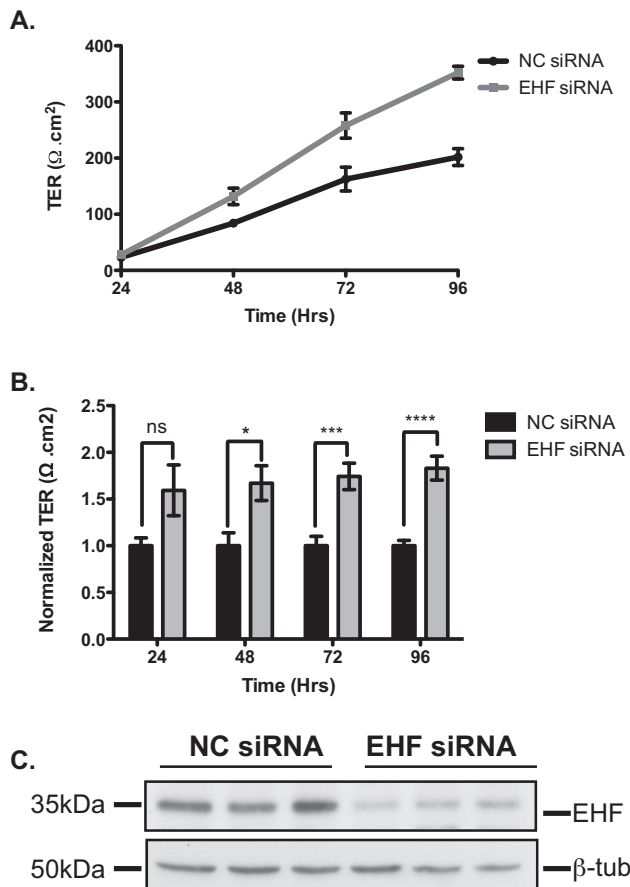 A.
TER (Ω .cm²)
400
300
200
100
0
24 48 72 96
Time (Hrs)
NC siRNA
EHF siRNA
B.
Normalized TER (Ω .cm2)
2.5
2.0
1.5
1.0
0.5
0.0
ns * *** ****
24 48 72 96
Time (Hrs)
NC siRNA
EHF siRNA
C.
NC siRNA EHF siRNA
35kDa EHF
50kDa β-tub